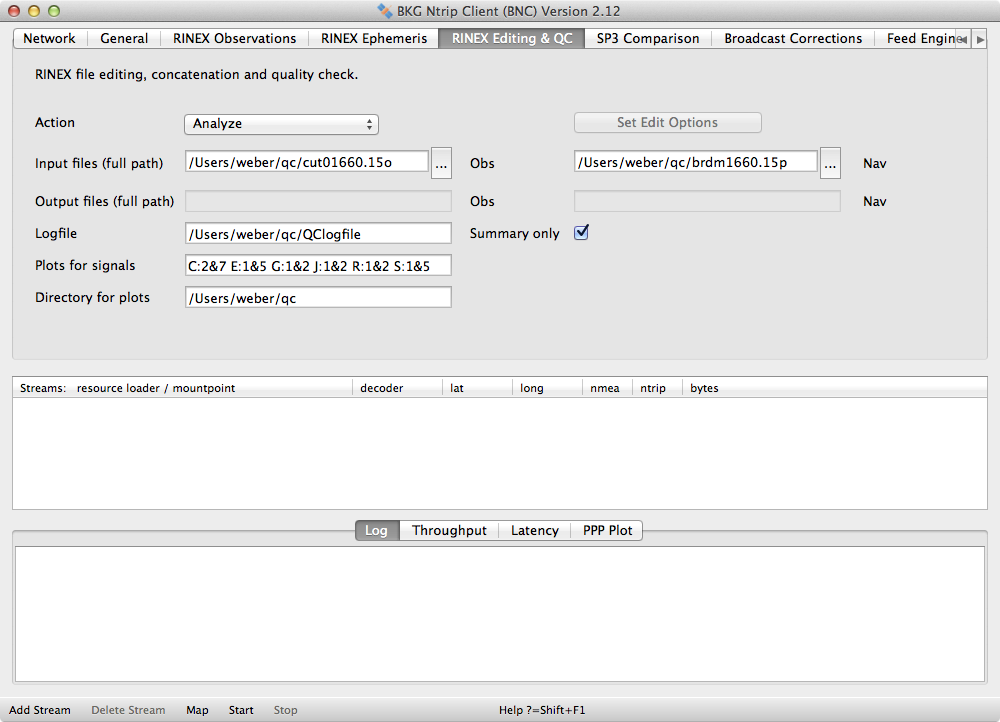 BKG Ntrip Client (BNC) Version 2.12
Network General RINEX Observations RINEX Ephemeris RINEX Editing & QC SP3 Comparison Broadcast Corrections Feed Engine
RINEX file editing, concatenation and quality check.
Action Analyze Set Edit Options
Input files (full path) /Users/weber/qc/cut01660.15o ... Obs /Users/weber/qc/brdm1660.15p ... Nav
Output files (full path) Obs Nav
Logfile /Users/weber/qc/QClogfile Summary only
Plots for signals C:2&7 E:1&5 G:1&2 J:1&2 R:1&2 S:1&5
Directory for plots /Users/weber/qc
Streams: resource loader / mountpoint decoder lat long nmea ntrip bytes
Log Throughput Latency PPP Plot
Add Stream Delete Stream Map Start Stop Help ?=Shift+F1